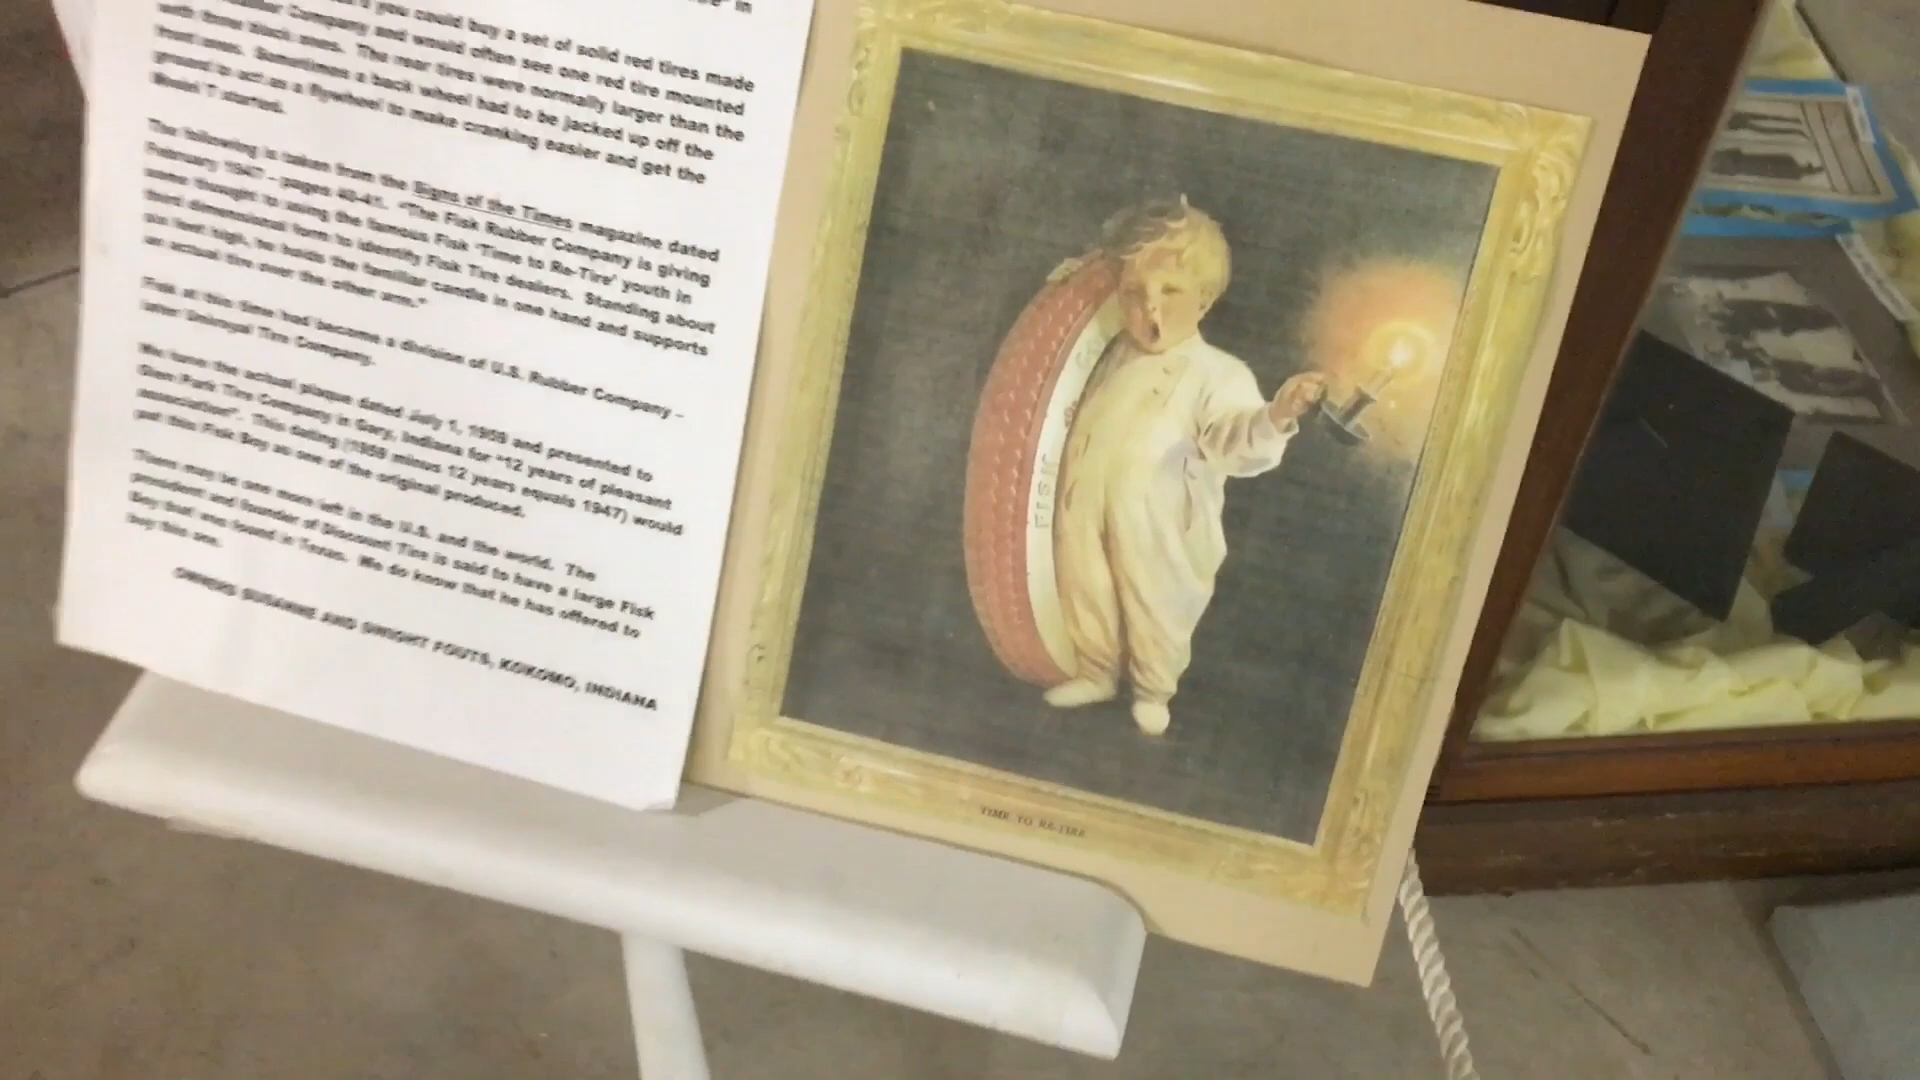 you could buy a set of solid red tires made
Company and would often see one red tire mounted
with three black ones. The rear tires were normally larger than the
front ones. Sometimes a back wheel had to be jacked up off the
ground to act as a flywheel to make cranking easier and get the
Model T started.
The following is taken from the Signs of the Times magazine dated
February 1947 - pages 40-41. "The Fisk Rubber Company is giving
some thought to using the famous Fisk 'Time to Re-Tire' youth in
third dimensional form to identify Fisk Tire dealers. Standing about
six feet high, he holds the familiar candle in one hand and supports
an actual tire over the other arm."
Fisk at this time had become a division of U.S. Rubber Company –
later Uniroyal Tire Company.
We have the actual plaque dated July 1, 1959 and presented to
Glen Park Tire Company in Gary, Indiana for "12 years of pleasant
association". This dating (1959 minus 12 years equals 1947) would
put this Fisk Boy as one of the original produced.
There may be one more left in the U.S. and the world. The
president and founder of Discount Tire is said to have a large Fisk
Boy that was found in Texas. We do know that he has offered to
buy this one.
OWNERS SUSANNE AND DWIGHT FOUTS, KOKOMO, INDIANA
FISK
TIME TO RE-TIRE